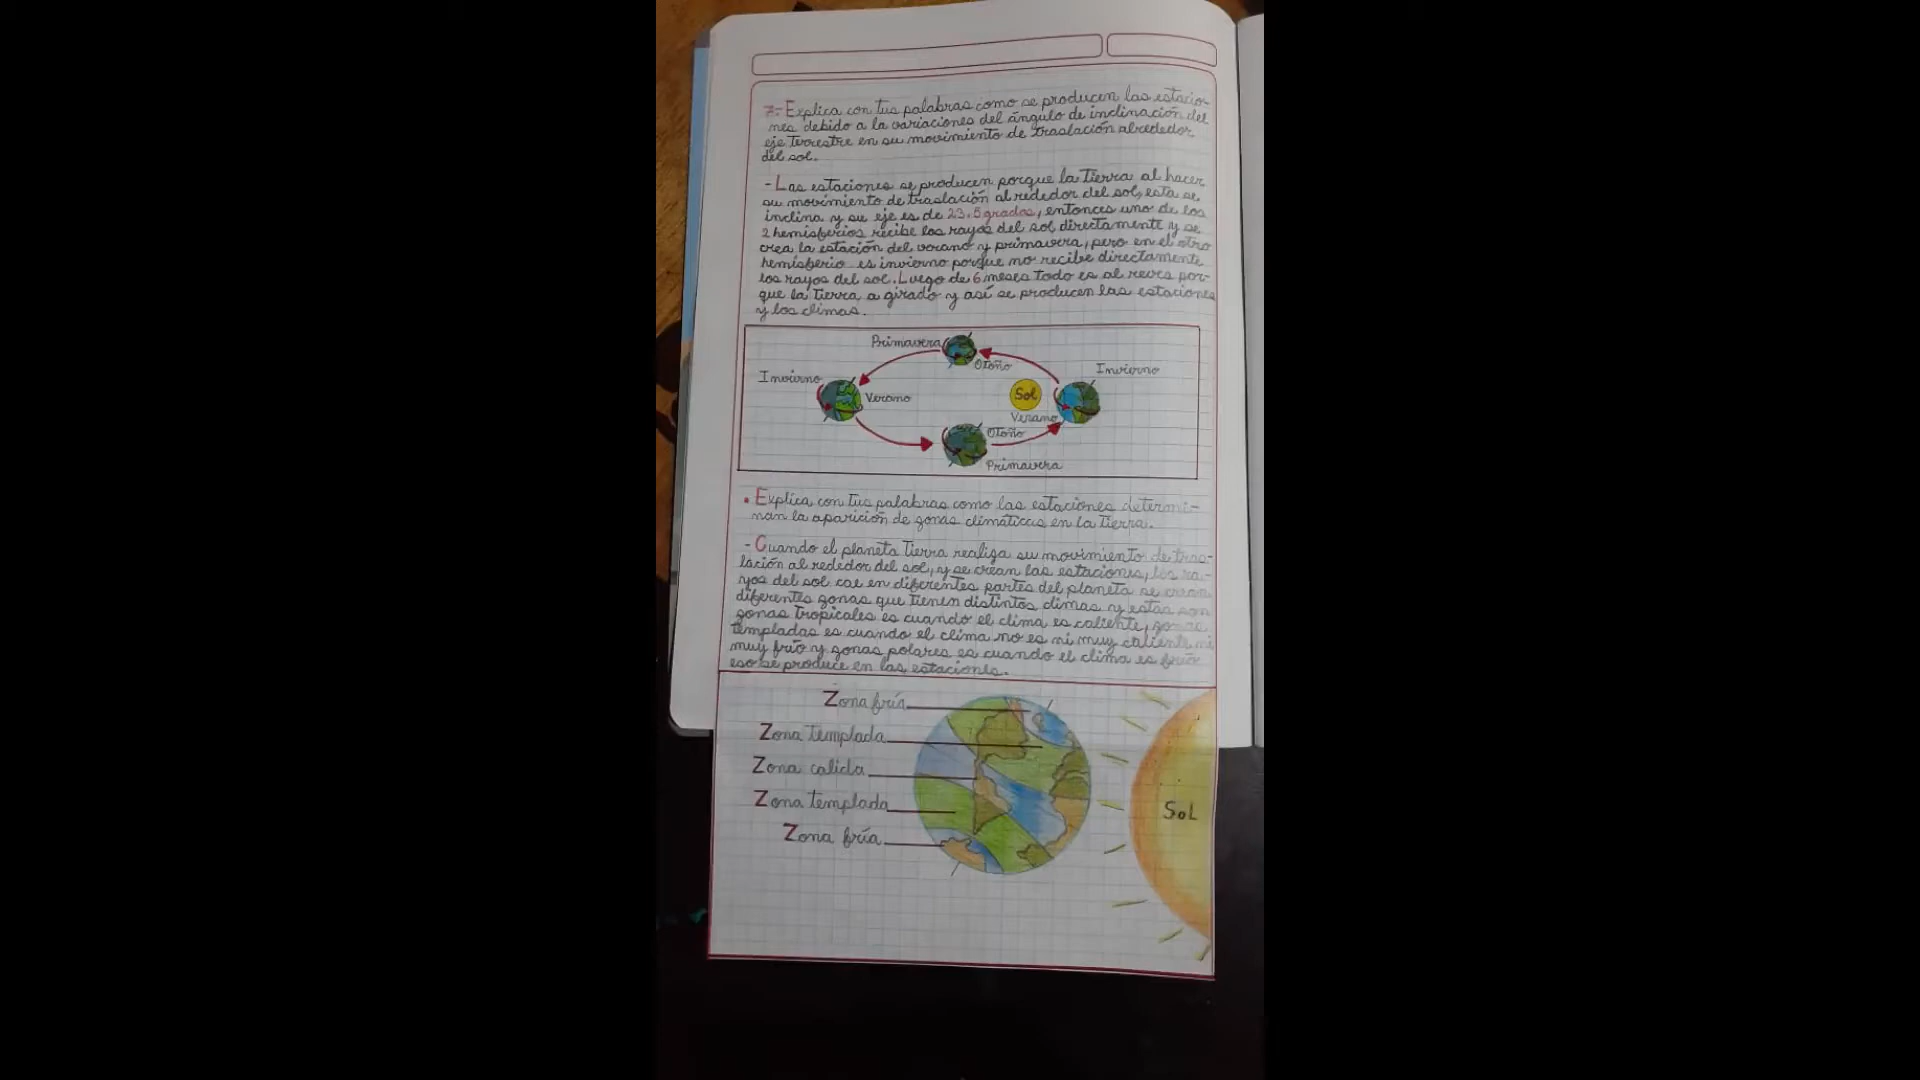 7.- Explica con tus palabras como se producen las estacio-
nes debido a la variaciones del ángulo de inclinación del
eje terrestre en su movimiento de traslación alrededor
del sol.
- Las estaciones se producen porque la tierra al hacer
su movimiento de traslación al rededor del sol, esta se
inclina y su eje es de 23.5 grados, entonces uno de los
2 hemisferios recibe los rayos del sol directamente y se
crea la estación del verano y primavera, pero en el otro
hemisferio es invierno porque no recibe directamente
los rayos del sol. Luego de 6 meses todo es al reves por-
que la tierra a girado y así se producen las estaciones
y los climas.
Primavera
Otoño
Invierno
Invierno
Verano
Sol
Verano
Otoño
Primavera
• Explica con tus palabras como las estaciones determi-
nan la aparición de zonas climáticas en la tierra.
- Cuando el planeta tierra realiza su movimiento de tras-
lación al rededor del sol, y se crean las estaciones, los ra-
yos del sol cae en diferentes partes del planeta se crean
diferentes zonas que tienen distintos climas y estas son
zonas tropicales es cuando el clima es caliente, zonas
templadas es cuando el clima no es ni muy caliente ni
muy frío y zonas polares es cuando el clima es frío
eso se produce en las estaciones.
Zona fría
Zona templada
Zona calida
Zona templada
Zona fría
SoL